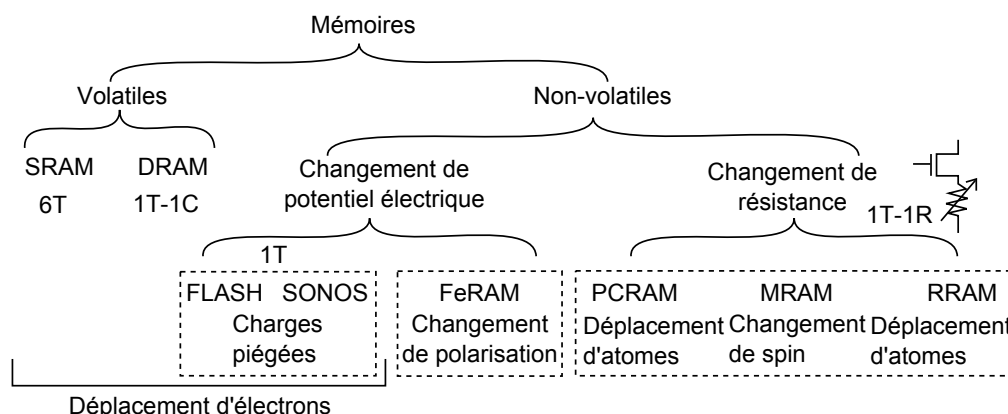 Mémoires
Volatiles
Non-volatiles
SRAM
DRAM
6T
1T-1C
Changement de
potentiel électrique
Changement de
résistance
1T-1R
1T
FLASH SONOS
Charges
piégées
FeRAM
Changement
de polarisation
PCRAM
Déplacement
d'atomes
MRAM
Changement
de spin
RRAM
Déplacement
d'atomes
Déplacement d'électrons